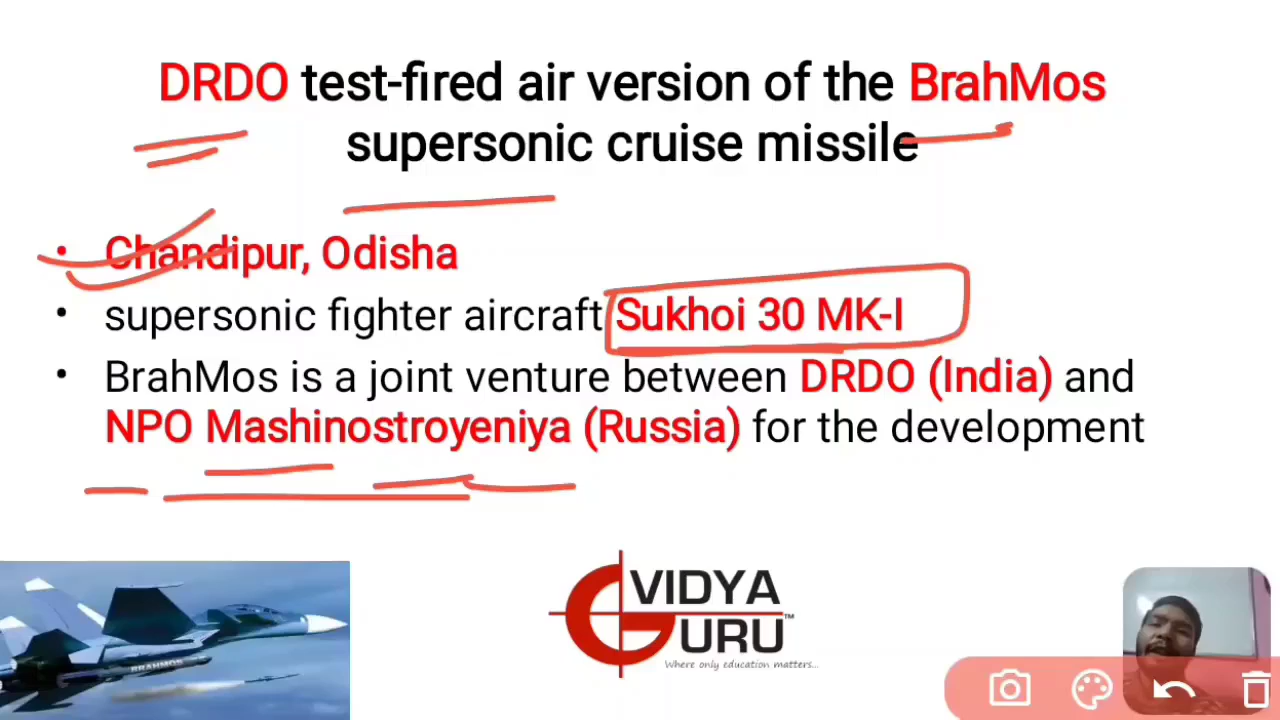 DRDO test-fired air version of the BrahMos
supersonic cruise missile
• Chandipur, Odisha
• supersonic fighter aircraft Sukhoi 30 MK-I
• BrahMos is a joint venture between DRDO (India) and
NPO Mashinostroyeniya (Russia) for the development
BRAHMOS
VIDYA
GURU™
Where only education matters...